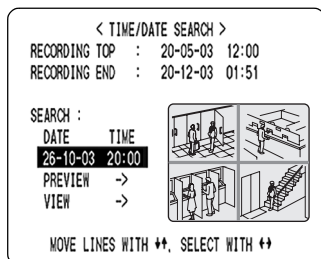 < TIME/DATE SEARCH >
RECORDING TOP : 20-05-03 12:00
RECORDING END : 20-12-03 01:51
SEARCH :
DATE TIME
26-10-03 20:00
PREVIEW ->
VIEW ->
MOVE LINES WITH ⬇⬆, SELECT WITH ⬅➡